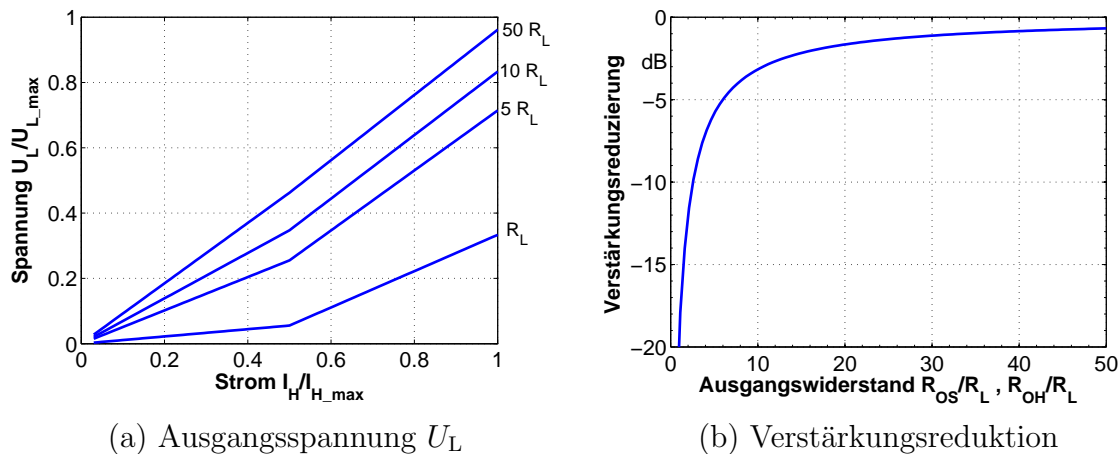 1
0.8
0.6
0.4
0.2
0
Spannung U_L/U_L_max
50 R_L
10 R_L
5 R_L
R_L
0 0.2 0.4 0.6 0.8 1
Strom I_H/I_H_max
(a) Ausgangsspannung U_L
0
dB
−5
−10
−15
−20
Verstärkungsreduzierung
0 10 20 30 40 50
Ausgangswiderstand R_OS/R_L , R_OH/R_L
(b) Verstärkungsreduktion